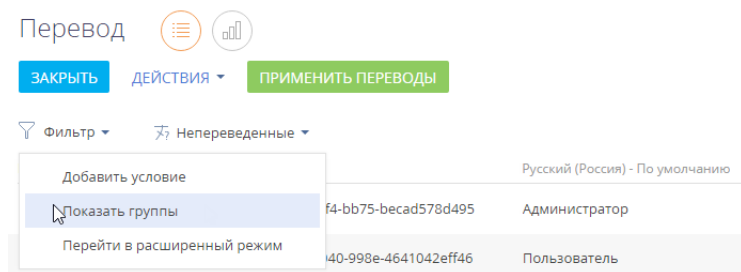 Перевод
ЗАКРЫТЬ ДЕЙСТВИЯ ПРИМЕНИТЬ ПЕРЕВОДЫ
Фильтр Непереведенные
Русский (Россия) - По умолчанию
Добавить условие
Показать группы f4-bb75-becad578d495 Администратор
Перейти в расширенный режим 040-998e-4641042eff46 Пользователь